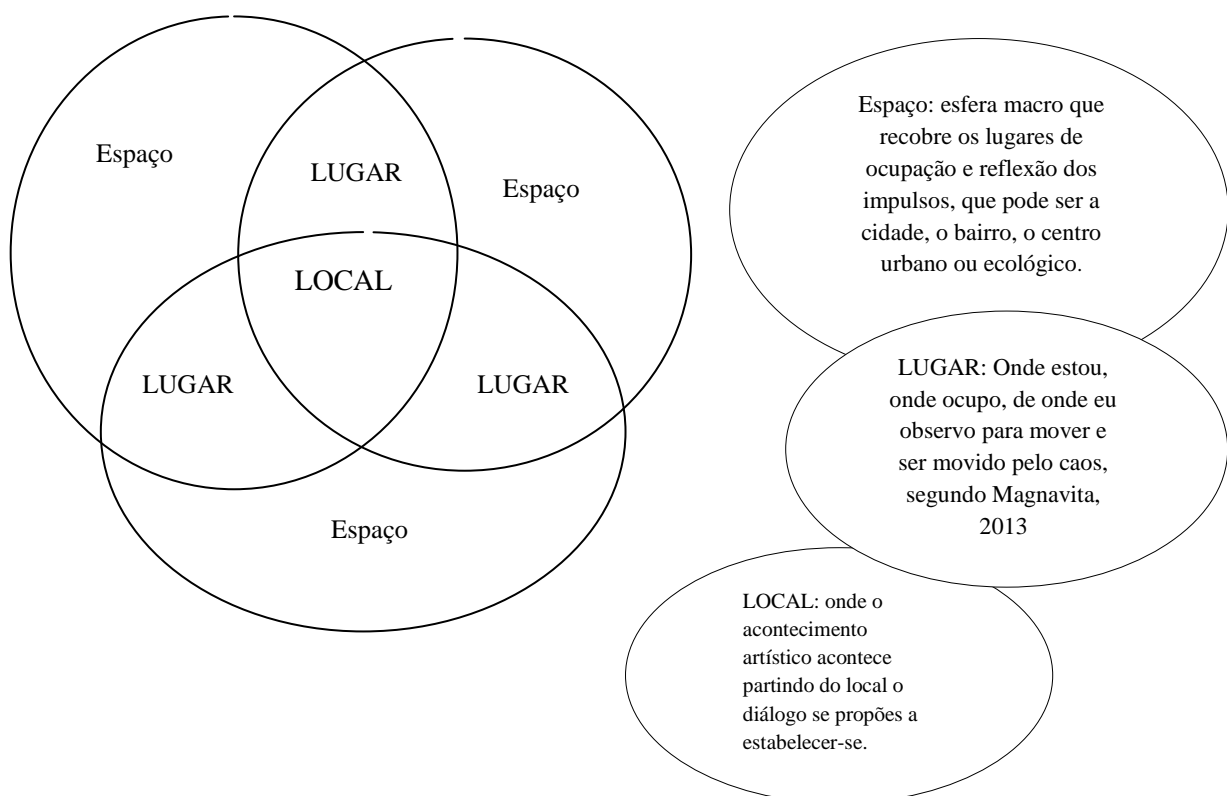 Espaço
LUGAR
Espaço
LOCAL
LUGAR
LUGAR
Espaço
Espaço: esfera macro que
recobre os lugares de
ocupação e reflexão dos
impulsos, que pode ser a
cidade, o bairro, o centro
urbano ou ecológico.
LUGAR: Onde estou,
onde ocupo, de onde eu
observo para mover e
ser movido pelo caos,
segundo Magnavita,
2013
LOCAL: onde o
acontecimento
artístico acontece
partindo do local o
diálogo se propões a
estabelecer-se.